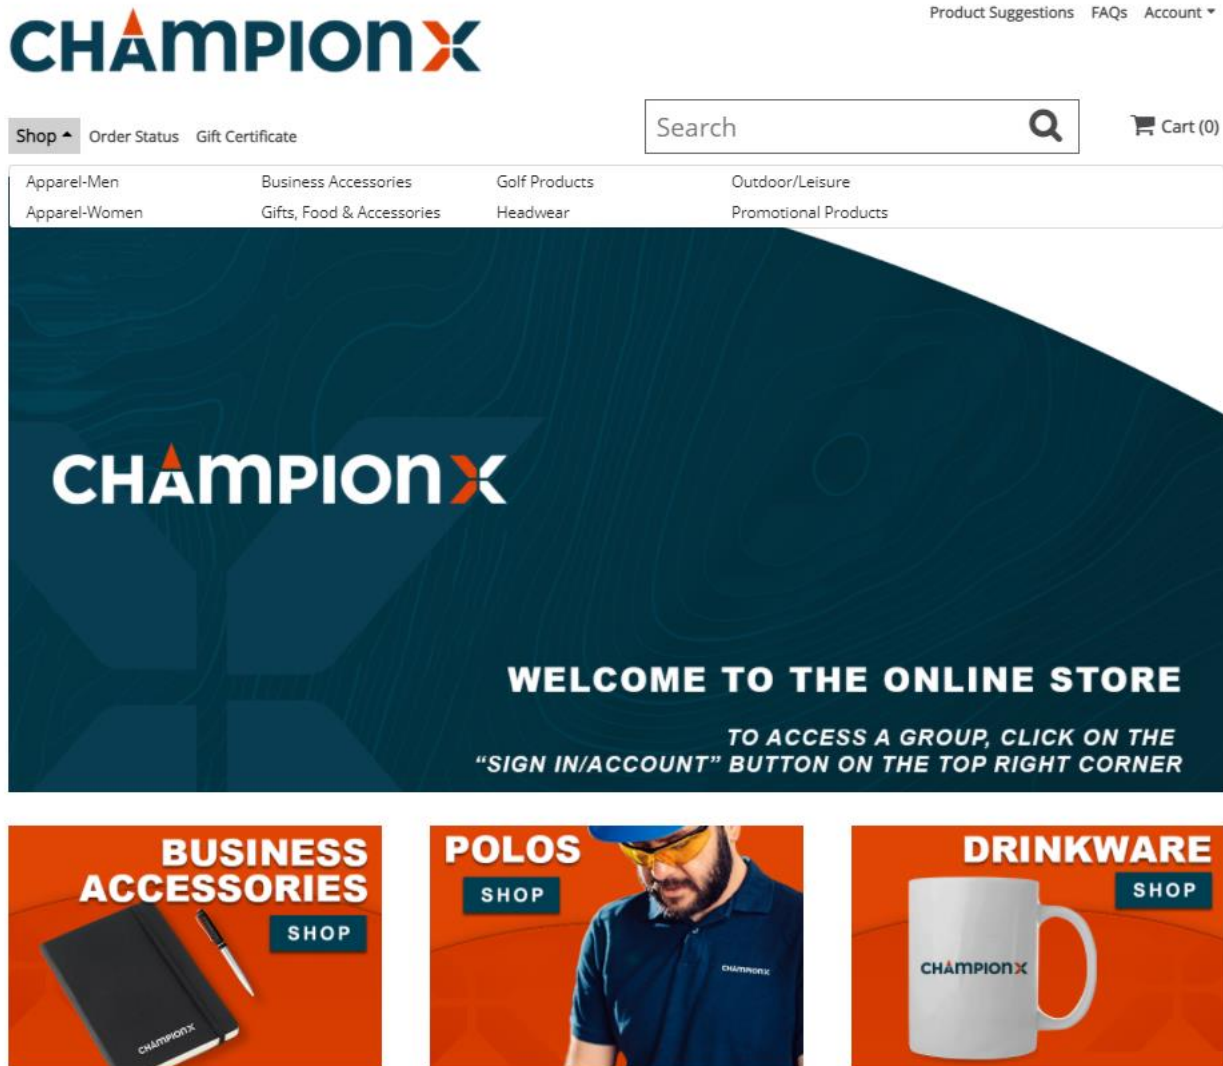 CHAMPIONX
Product Suggestions FAQs Account
Shop Order Status Gift Certificate
Search
Cart (0)
Apparel-Men Business Accessories Golf Products Outdoor/Leisure
Apparel-Women Gifts, Food & Accessories Headwear Promotional Products
CHAMPIONX
WELCOME TO THE ONLINE STORE
TO ACCESS A GROUP, CLICK ON THE
“SIGN IN/ACCOUNT” BUTTON ON THE TOP RIGHT CORNER
BUSINESS
ACCESSORIES
SHOP
CHAMPIONX
POLOS
SHOP
CHAMPIONX
DRINKWARE
SHOP
CHAMPIONX